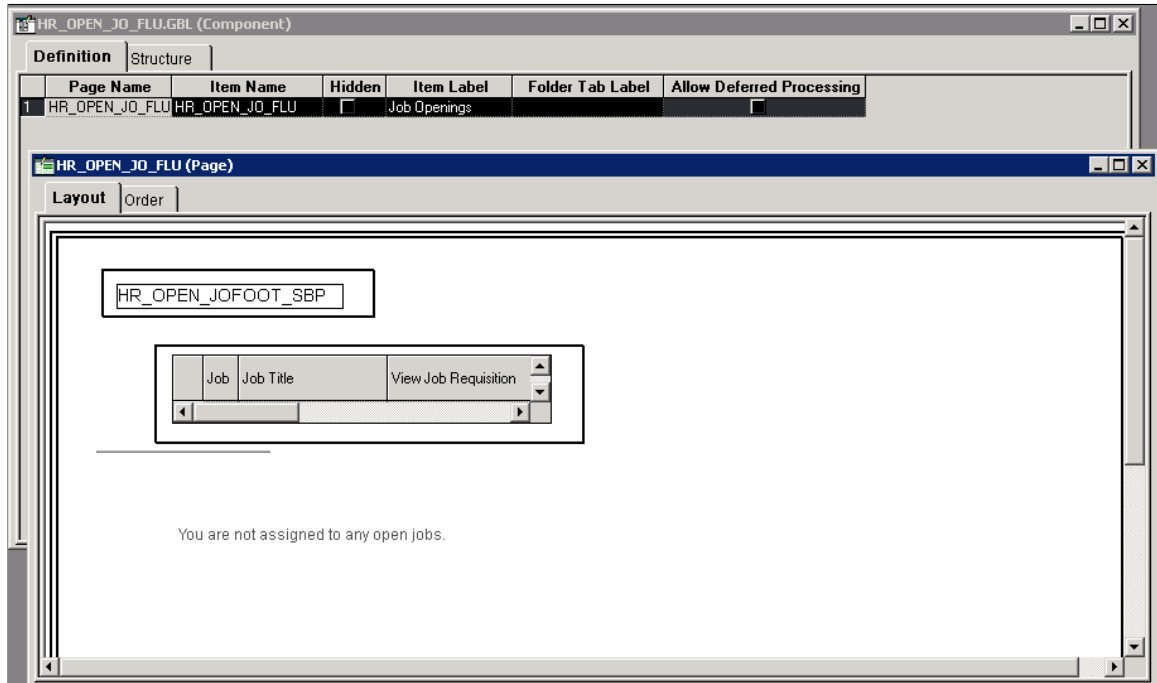 HR_OPEN_JO_FLU.GBL (Component)
Definition Structure
Page Name Item Name Hidden Item Label Folder Tab Label Allow Deferred Processing
1 HR_OPEN_JO_FLU HR_OPEN_JO_FLU Job Openings
HR_OPEN_JO_FLU (Page)
Layout Order
HR_OPEN_JOFOOT_SBP
Job Job Title View Job Requisition
You are not assigned to any open jobs.